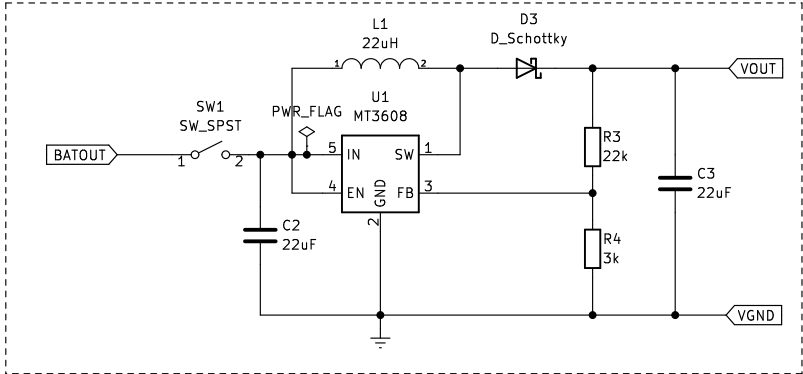 D3
D_Schottky
L1
22uH
1
2
VOUT
U1
MT3608
PWR_FLAG
SW1
SW_SPST
BATOUT
1
2
5
IN
SW
1
4
EN
FB
3
GND
2
R3
22k
C3
22uF
C2
22uF
R4
3k
VGND